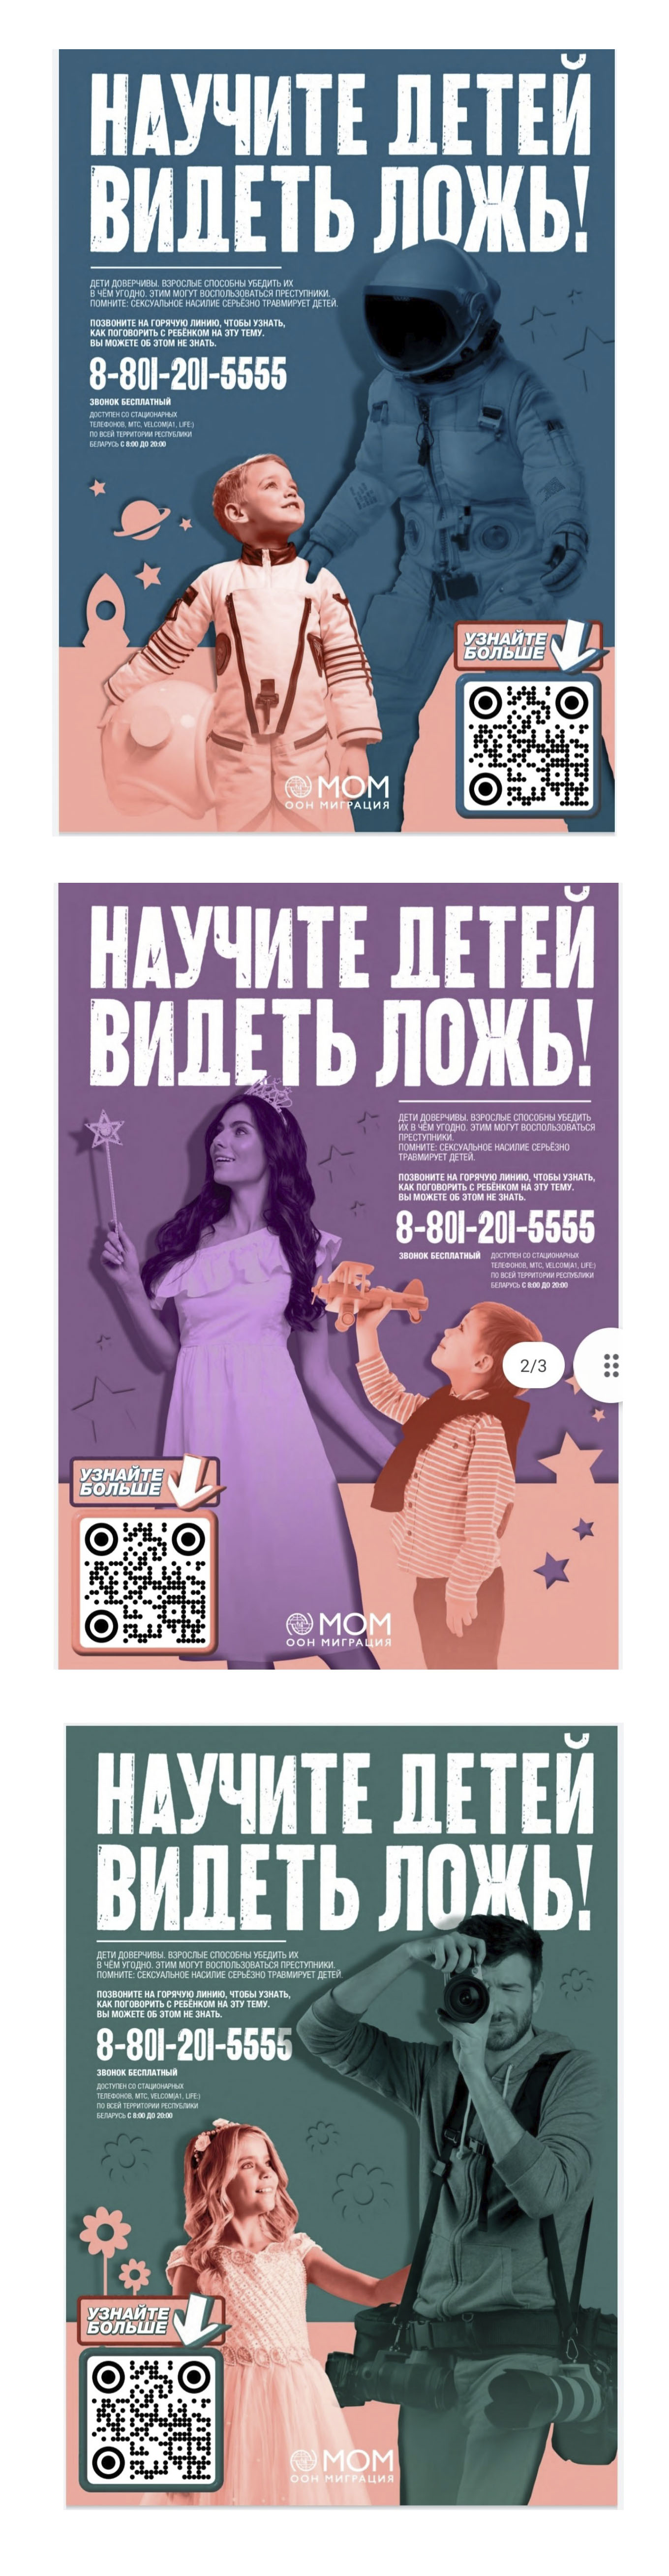 НАУЧИТЕ ДЕТЕЙ
ВИДЕТЬ ЛОЖЬ!
ДЕТИ ДОВЕРЧИВЫ. ВЗРОСЛЫЕ СПОСОБНЫ УБЕДИТЬ ИХ
В ЧЁМ УГОДНО. ЭТИМ МОГУТ ВОСПОЛЬЗОВАТЬСЯ ПРЕСТУПНИКИ.
ПОМНИТЕ: СЕКСУАЛЬНОЕ НАСИЛИЕ СЕРЬЁЗНО ТРАВМИРУЕТ ДЕТЕЙ.
ПОЗВОНИТЕ НА ГОРЯЧУЮ ЛИНИЮ, ЧТОБЫ УЗНАТЬ,
КАК ПОГОВОРИТЬ С РЕБЁНКОМ НА ЭТУ ТЕМУ.
ВЫ МОЖЕТЕ ОБ ЭТОМ НЕ ЗНАТЬ.
8-801-201-5555
ЗВОНОК БЕСПЛАТНЫЙ
ДОСТУПЕН СО СТАЦИОНАРНЫХ
ТЕЛЕФОНОВ, МТС, VELCOM|A1, LIFE:)
ПО ВСЕЙ ТЕРРИТОРИИ РЕСПУБЛИКИ
БЕЛАРУСЬ С 8:00 ДО 20:00
УЗНАЙТЕ
БОЛЬШЕ
МОМ
ООН МИГРАЦИЯ
НАУЧИТЕ ДЕТЕЙ
ВИДЕТЬ ЛОЖЬ!
ДЕТИ ДОВЕРЧИВЫ. ВЗРОСЛЫЕ СПОСОБНЫ УБЕДИТЬ
ИХ В ЧЁМ УГОДНО. ЭТИМ МОГУТ ВОСПОЛЬЗОВАТЬСЯ
ПРЕСТУПНИКИ.
ПОМНИТЕ: СЕКСУАЛЬНОЕ НАСИЛИЕ СЕРЬЁЗНО
ТРАВМИРУЕТ ДЕТЕЙ.
ПОЗВОНИТЕ НА ГОРЯЧУЮ ЛИНИЮ, ЧТОБЫ УЗНАТЬ,
КАК ПОГОВОРИТЬ С РЕБЁНКОМ НА ЭТУ ТЕМУ.
ВЫ МОЖЕТЕ ОБ ЭТОМ НЕ ЗНАТЬ.
8-801-201-5555
ЗВОНОК БЕСПЛАТНЫЙ
ДОСТУПЕН СО СТАЦИОНАРНЫХ
ТЕЛЕФОНОВ, МТС, VELCOM|A1, LIFE:)
ПО ВСЕЙ ТЕРРИТОРИИ РЕСПУБЛИКИ
БЕЛАРУСЬ С 8:00 ДО 20:00
2/3
УЗНАЙТЕ
БОЛЬШЕ
МОМ
ООН МИГРАЦИЯ
НАУЧИТЕ ДЕТЕЙ
ВИДЕТЬ ЛОЖЬ!
ДЕТИ ДОВЕРЧИВЫ. ВЗРОСЛЫЕ СПОСОБНЫ УБЕДИТЬ ИХ
В ЧЁМ УГОДНО. ЭТИМ МОГУТ ВОСПОЛЬЗОВАТЬСЯ ПРЕСТУПНИКИ.
ПОМНИТЕ: СЕКСУАЛЬНОЕ НАСИЛИЕ СЕРЬЁЗНО ТРАВМИРУЕТ ДЕТЕЙ.
ПОЗВОНИТЕ НА ГОРЯЧУЮ ЛИНИЮ, ЧТОБЫ УЗНАТЬ,
КАК ПОГОВОРИТЬ С РЕБЁНКОМ НА ЭТУ ТЕМУ.
ВЫ МОЖЕТЕ ОБ ЭТОМ НЕ ЗНАТЬ.
8-801-201-5555
ЗВОНОК БЕСПЛАТНЫЙ
ДОСТУПЕН СО СТАЦИОНАРНЫХ
ТЕЛЕФОНОВ, МТС, VELCOM|A1, LIFE:)
ПО ВСЕЙ ТЕРРИТОРИИ РЕСПУБЛИКИ
БЕЛАРУСЬ С 8:00 ДО 20:00
УЗНАЙТЕ
БОЛЬШЕ
МОМ
ООН МИГРАЦИЯ